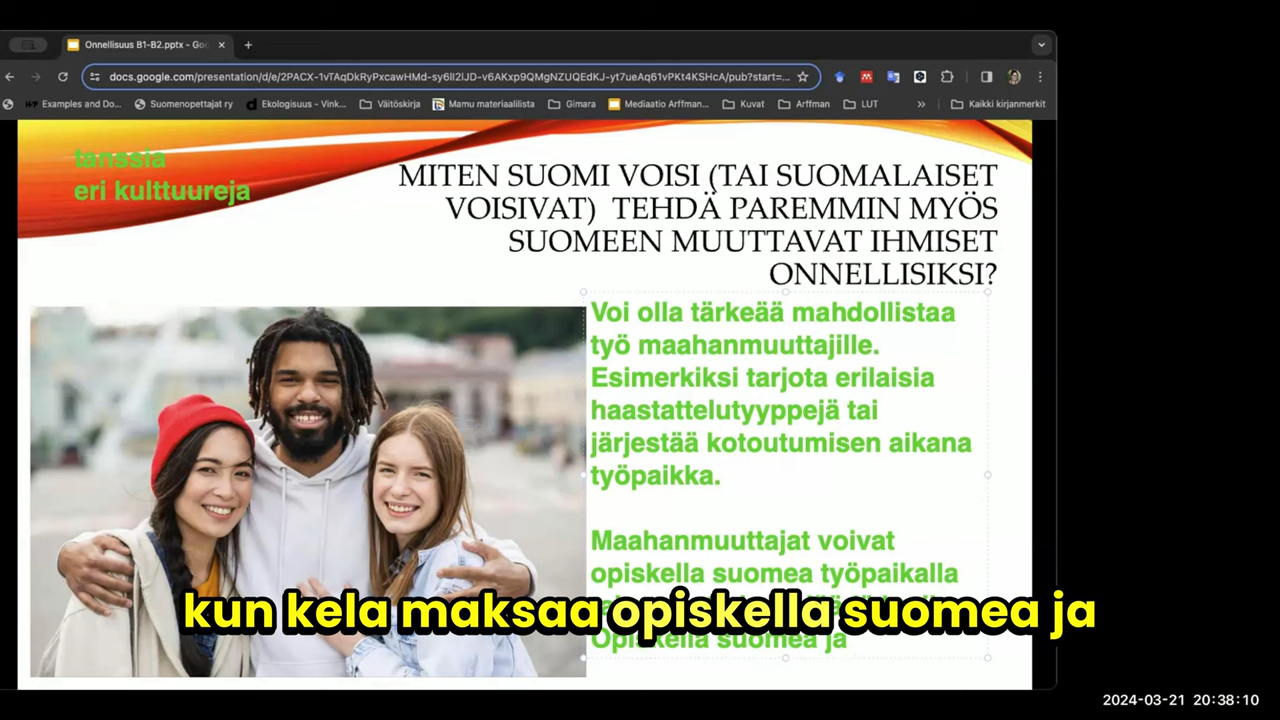 Onnellisuus B1-B2.pptx - Goo
docs.google.com/presentation/d/e/2PACX-1vTAqDkRyPxcawHMd-sy6ll2lJD-v6AKxp9QMgNZUQEdKJ-yt7ueAq61vPKt4KSHcA/pub?start=...
Examples and Do... Suomenopettajat ry Ekologisuus - Vink... Väitöskirja Mamu materiaalilista Gimara Mediaatio Arffman... Kuvat Arffman LUT » Kaikki kirjanmerkit
tanssia
eri kulttuureja
MITEN SUOMI VOISI (TAI SUOMALAISET
VOISIVAT) TEHDÄ PAREMMIN MYÖS
SUOMEEN MUUTTAVAT IHMISET
ONNELLISIKSI?
Voi olla tärkeää mahdollistaa
työ maahanmuuttajille.
Esimerkiksi tarjota erilaisia
haastattelutyyppejä tai
järjestää kotoutumisen aikana
työpaikka.
Maahanmuuttajat voivat
opiskella suomea työpaikalla
Opiskella suomea ja
kun kela maksaa opiskella suomea ja
2024-03-21 20:38:10